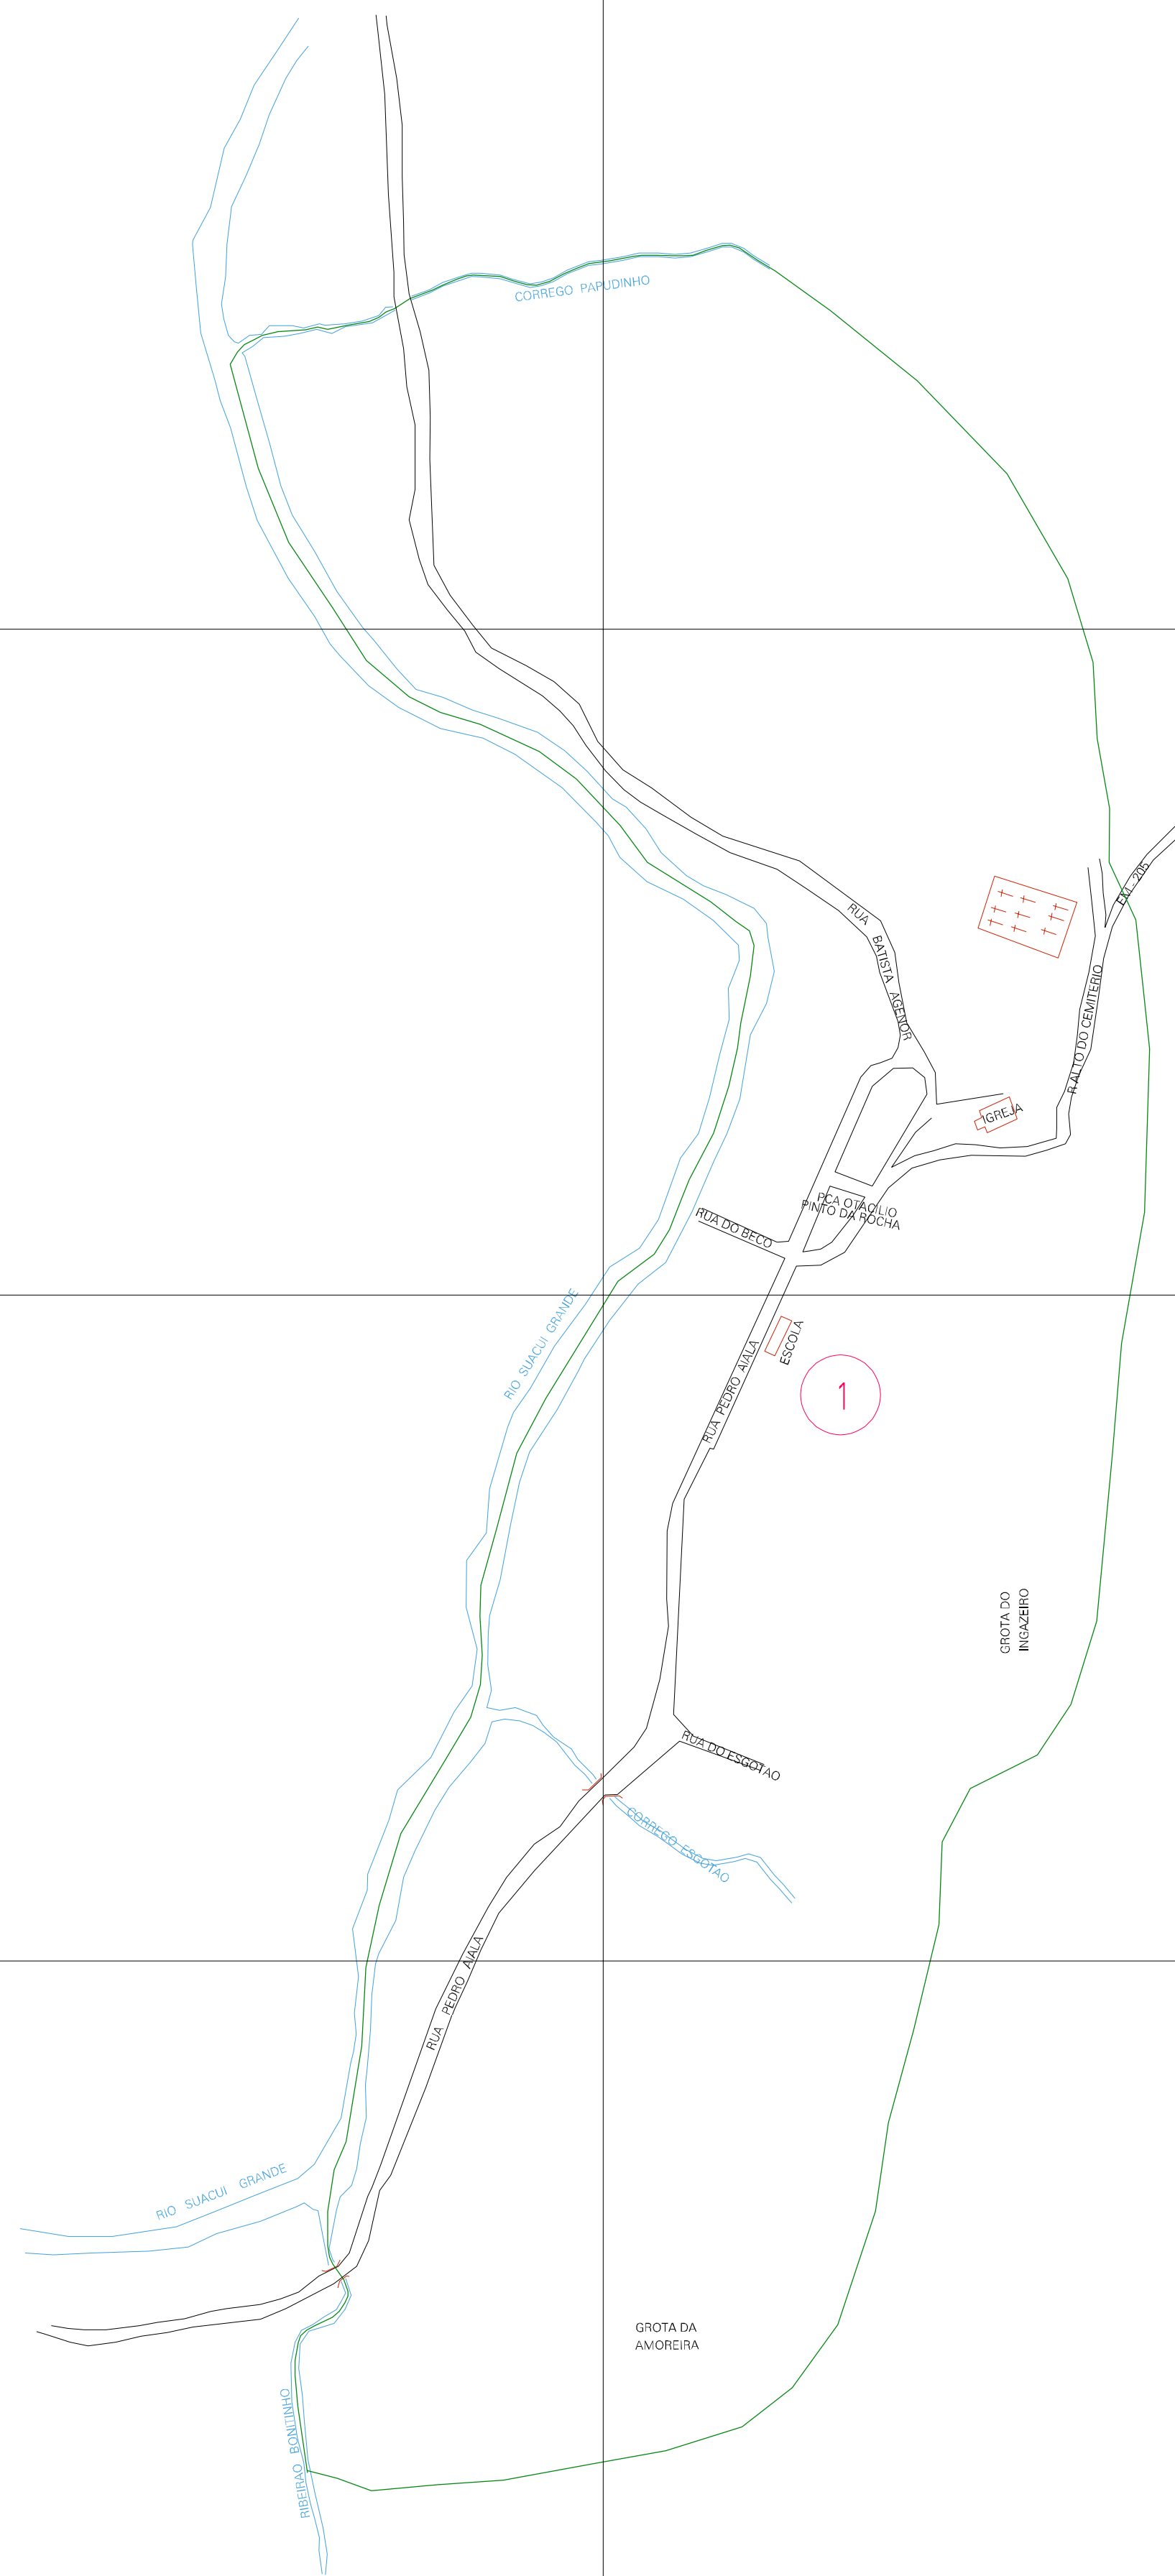 CORREGO PAPUDINHO
EM - 205
RUA BATISTA AGENOR
R ALTO DO CEMITERIO
IGREJA
PCA OTACILIO
PINTO DA ROCHA
RUA DO BECO
RIO SUACUI GRANDE
ESCOLA
RUA PEDRO AIALA
1
GROTA DO
INGAZEIRO
RUA DO ESGOTAO
CORREGO ESGOTAO
RUA PEDRO AIALA
RIO SUACUI GRANDE
GROTA DA
AMOREIRA
RIBEIRAO BONITINHO